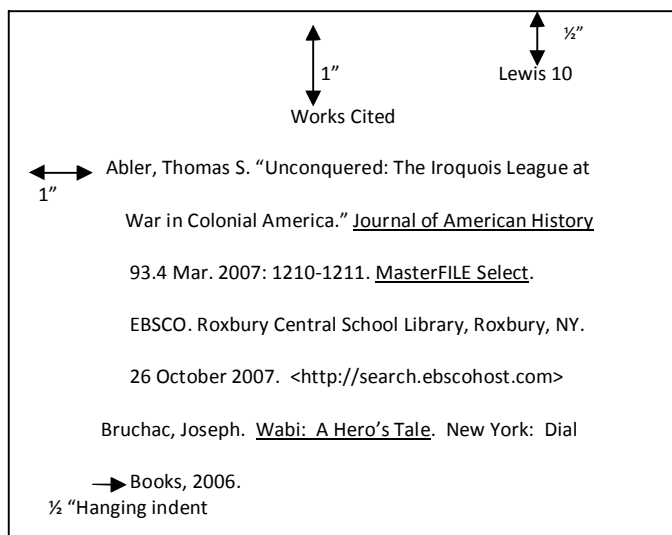 ½”
1”
Lewis 10
Works Cited
Abler, Thomas S. “Unconquered: The Iroquois League at
1”
War in Colonial America.” Journal of American History
93.4 Mar. 2007: 1210-1211. MasterFILE Select.
EBSCO. Roxbury Central School Library, Roxbury, NY.
26 October 2007.  <http://search.ebscohost.com>
Bruchac, Joseph.  Wabi:  A Hero’s Tale.  New York:  Dial
Books, 2006.
½ “Hanging indent